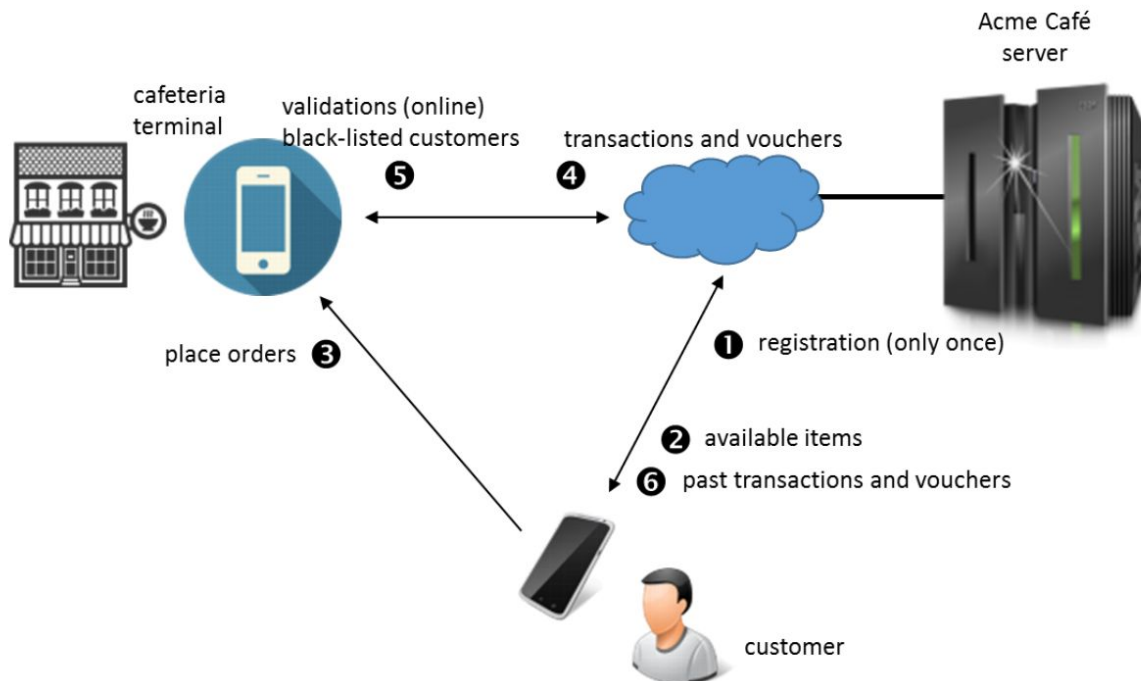 Acme Café
server
cafeteria
terminal
validations (online)
black-listed customers
❺
❹
transactions and vouchers
place orders ❸
❶ registration (only once)
❷ available items
❻ past transactions and vouchers
customer